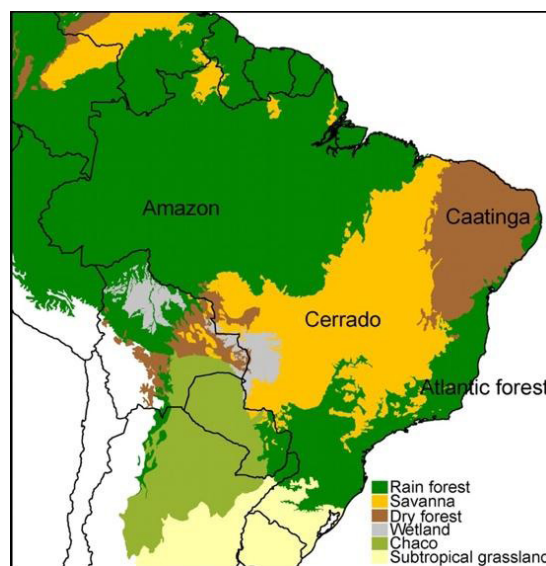 Amazon
Caatinga
Cerrado
Atlantic forest
Rain forest
Savanna
Dry forest
Wetland
Chaco
Subtropical grassland